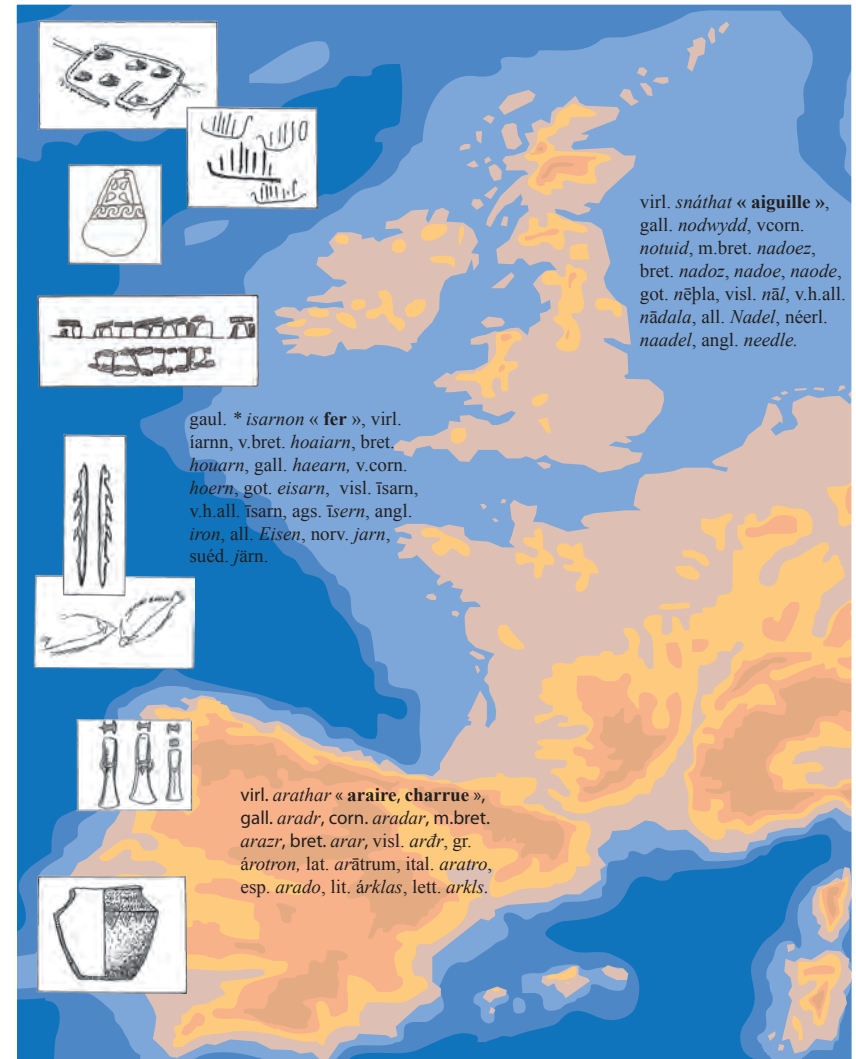 virl. snáthat « aiguille »,
gall. nodwydd, vcorn.
notuid, m.bret. nadoez,
bret. nadoz, nadoe, naode,
got. nēþla, visl. nāl, v.h.all.
nādala, all. Nadel, néerl.
naadel, angl. needle.
gaul. * isarnon « fer », virl.
íarnn, v.bret. hoaiarn, bret.
houarn, gall. haearn, v.corn.
hoern, got. eisarn, visl. īsarn,
v.h.all. īsarn, ags. īsern, angl.
iron, all. Eisen, norv. jarn,
suéd. järn.
virl. arathar « araire, charrue »,
gall. aradr, corn. aradar, m.bret.
arazr, bret. arar, visl. arđr, gr.
árotron, lat. arātrum, ital. aratro,
esp. arado, lit. árklas, lett. arkls.